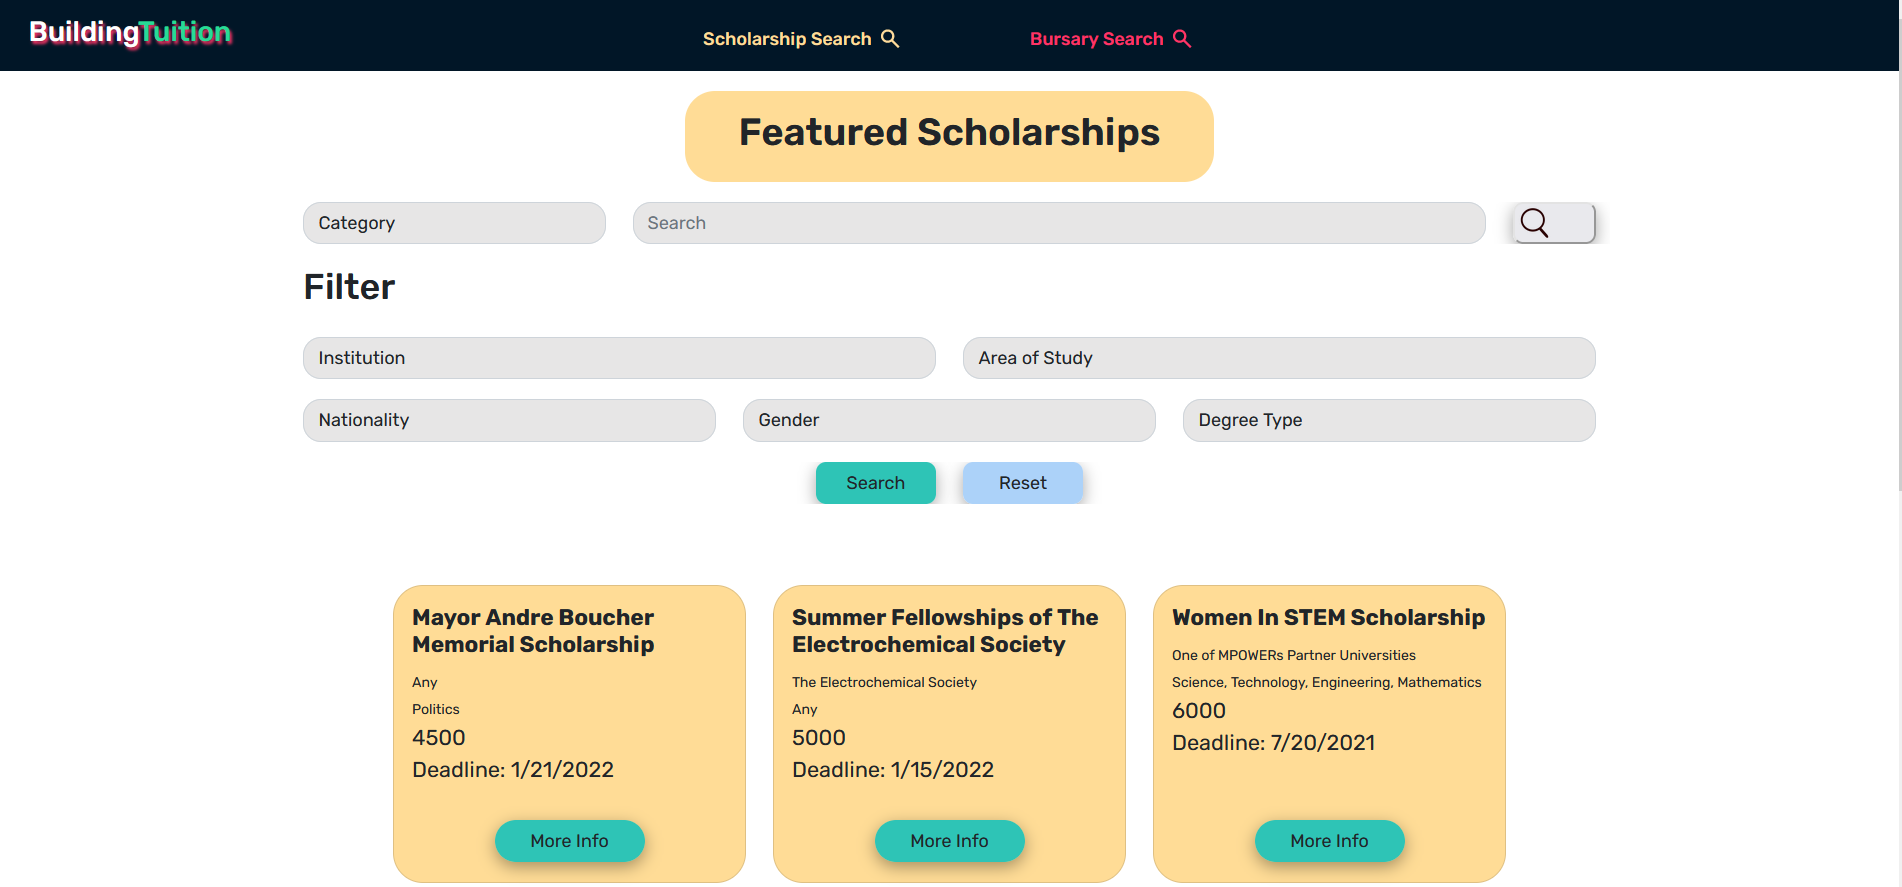 BuildingTuition
Scholarship Search
Bursary Search
Featured Scholarships
Category
Search
Filter
Institution
Area of Study
Nationality
Gender
Degree Type
Search
Reset
Mayor Andre Boucher
Memorial Scholarship
Any
Politics
4500
Deadline: 1/21/2022
More Info
Summer Fellowships of The
Electrochemical Society
The Electrochemical Society
Any
5000
Deadline: 1/15/2022
More Info
Women In STEM Scholarship
One of MPOWERs Partner Universities
Science, Technology, Engineering, Mathematics
6000
Deadline: 7/20/2021
More Info